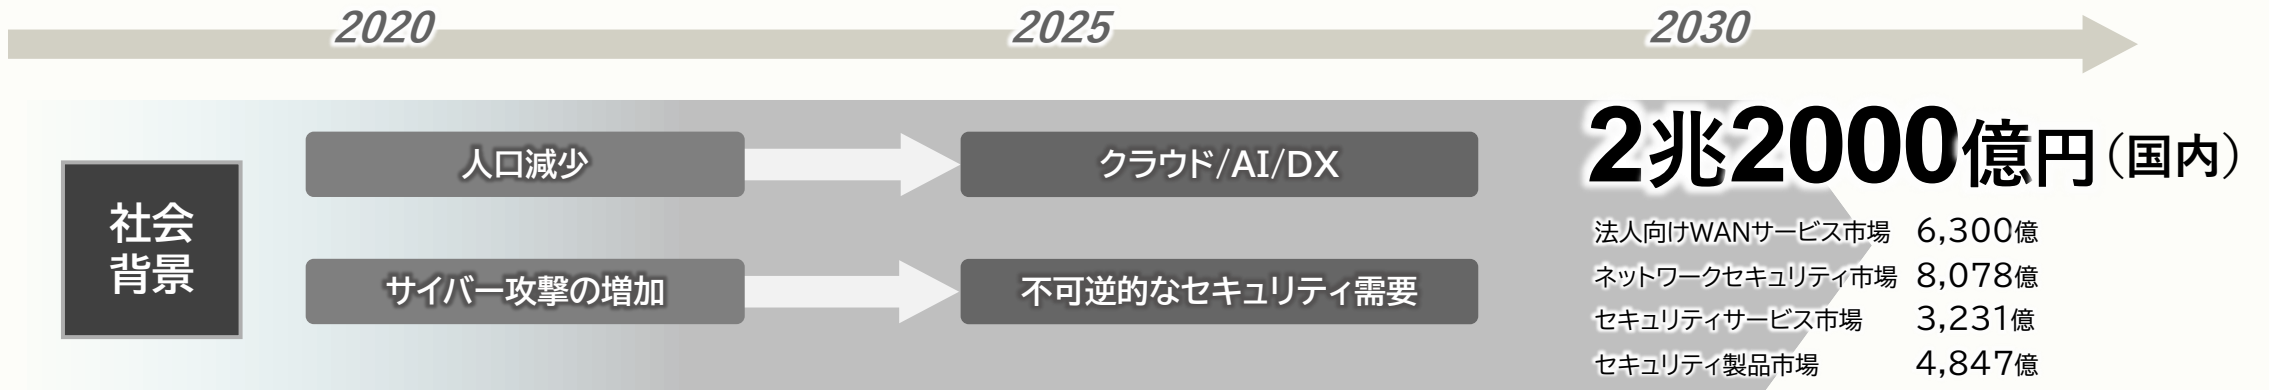 2020
2025
2030
社会
背景
人口減少
クラウド/AI/DX
サイバー攻撃の増加
不可逆的なセキュリティ需要
2兆2000億円（国内）
法人向けWANサービス市場 6,300億
ネットワークセキュリティ市場 8,078億
セキュリティサービス市場 3,231億
セキュリティ製品市場 4,847億